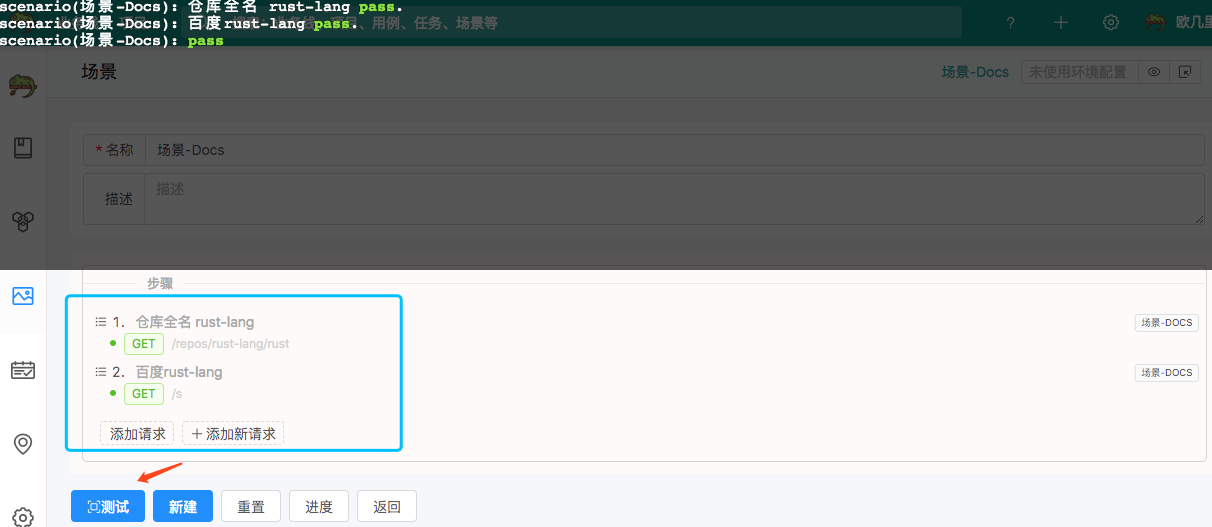 scenario(场景-Docs): 仓库全名 rust-lang pass.
scenario(场景-Docs): 百度rust-lang pass.
、用例、任务、场景等
? + 欧几里
scenario(场景-Docs): pass
场景
场景-Docs 未使用环境配置
* 名称 场景-Docs
描述 描述
步骤
1. 仓库全名 rust-lang 场景-DOCS
GET /repos/rust-lang/rust
2. 百度rust-lang 场景-DOCS
GET /s
添加请求 + 添加新请求
测试 新建 重置 进度 返回